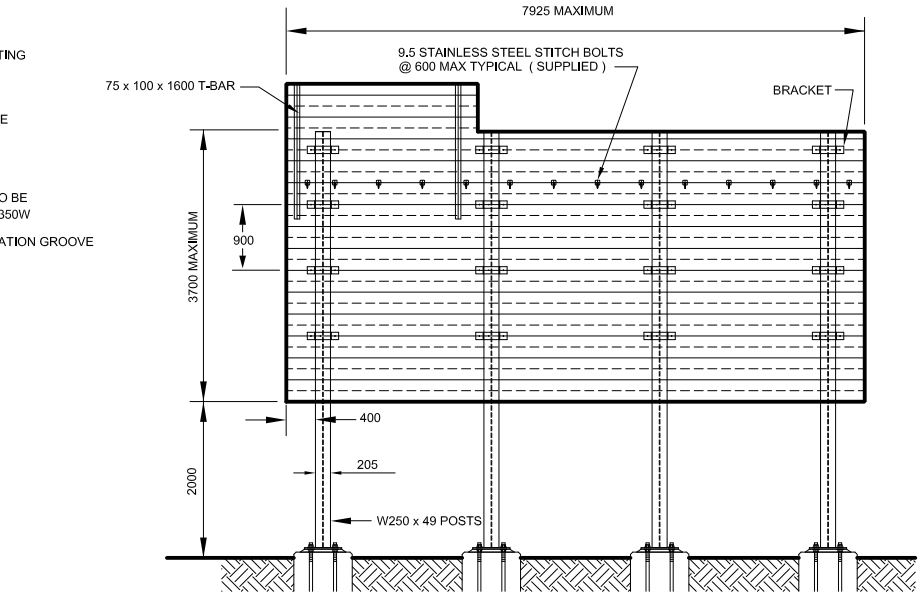 7925 MAXIMUM
9.5 STAINLESS STEEL STITCH BOLTS
@ 600 MAX TYPICAL ( SUPPLIED )
75 x 100 x 1600 T-BAR
BRACKET
TING
E
O BE
350W
ATION GROOVE
900
3700 MAXIMUM
400
2000
205
W250 x 49 POSTS